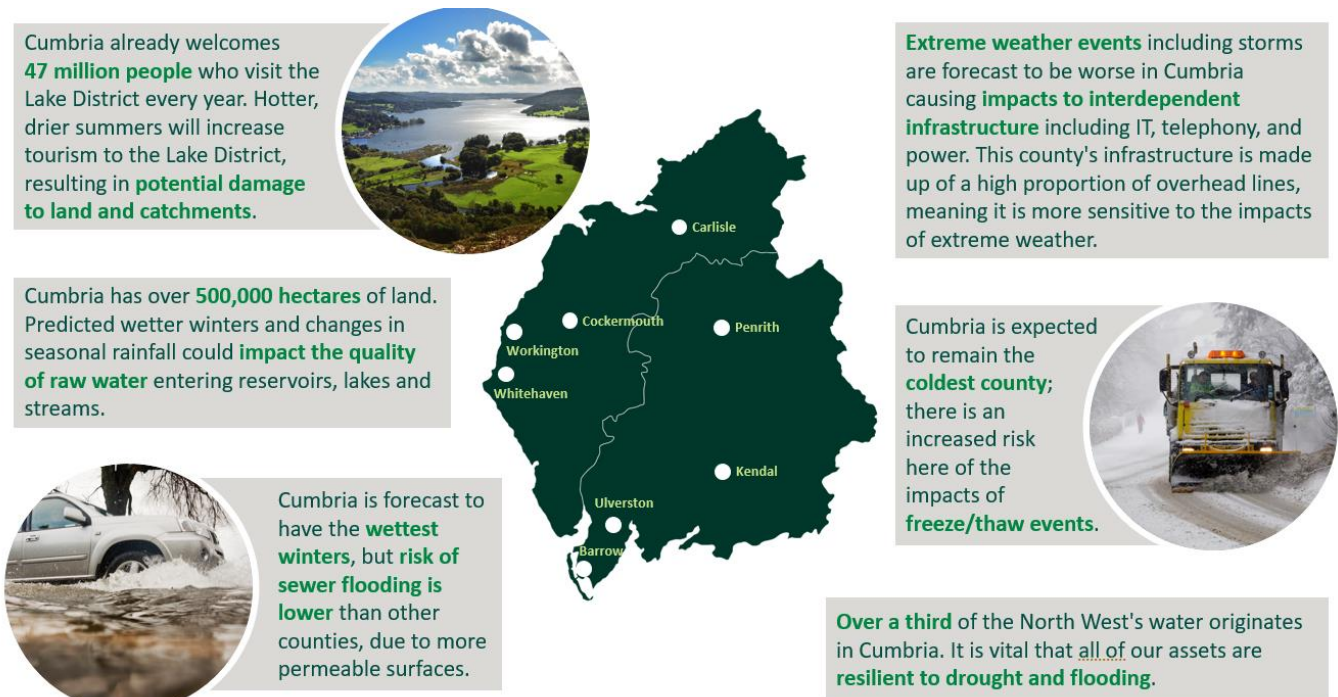 Cumbria already welcomes
47 million people who visit the
Lake District every year. Hotter,
drier summers will increase
tourism to the Lake District,
resulting in potential damage
to land and catchments.
Extreme weather events including storms
are forecast to be worse in Cumbria
causing impacts to interdependent
infrastructure including IT, telephony, and
power. This county's infrastructure is made
up of a high proportion of overhead lines,
meaning it is more sensitive to the impacts
of extreme weather.
Cumbria has over 500,000 hectares of land.
Predicted wetter winters and changes in
seasonal rainfall could impact the quality
of raw water entering reservoirs, lakes and
streams.
Carlisle
Cockermouth
Penrith
Workington
Whitehaven
Kendal
Ulverston
Barrow
Cumbria is expected
to remain the
coldest county;
there is an
increased risk
here of the
impacts of
freeze/thaw events.
Cumbria is forecast to
have the wettest
winters, but risk of
sewer flooding is
lower than other
counties, due to more
permeable surfaces.
Over a third of the North West's water originates
in Cumbria. It is vital that all of our assets are
resilient to drought and flooding.